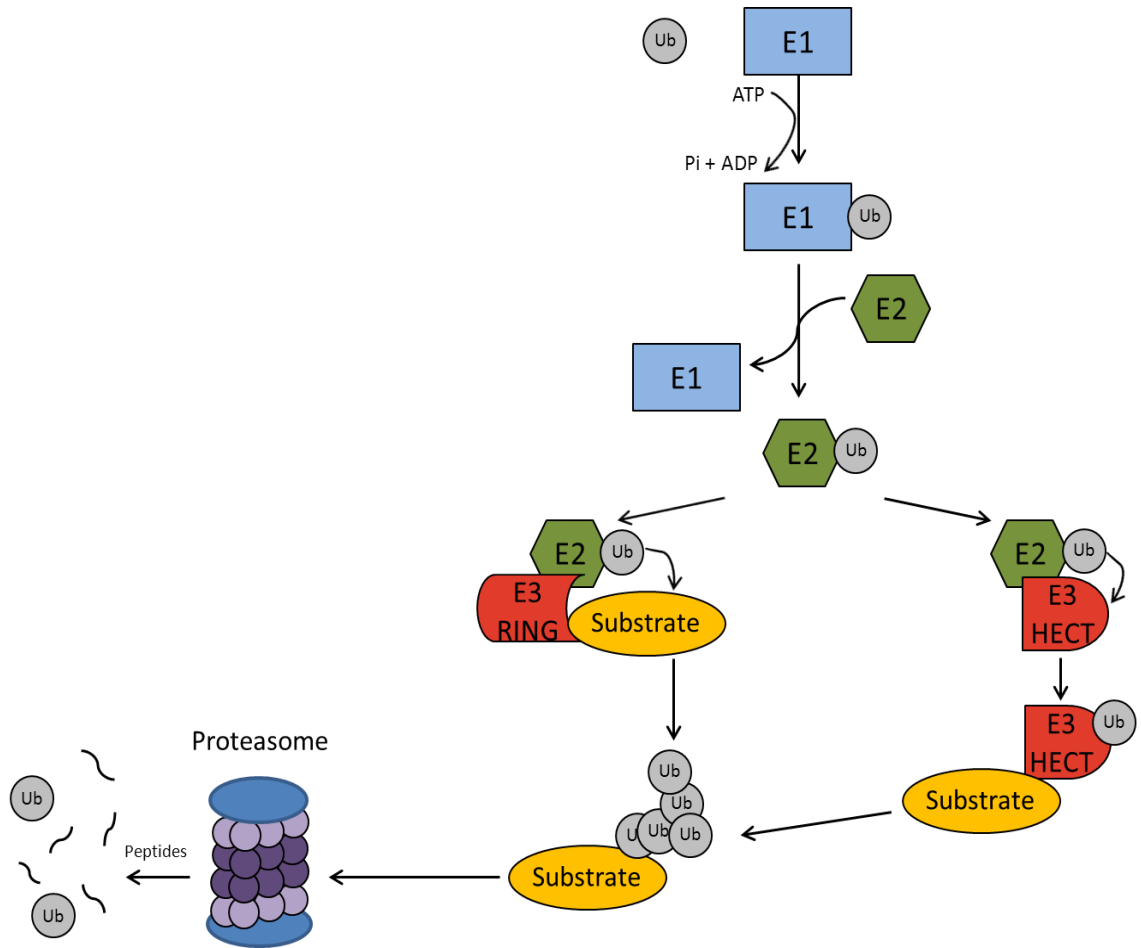 Ub
E1
ATP
Pi + ADP
E1
Ub
E2
E1
E2
Ub
E2
Ub
E3
RING
Substrate
E2
Ub
E3
HECT
E3
HECT
Ub
Substrate
Ub
Ub
Ub
Ub
Substrate
Proteasome
Peptides
Ub
Ub